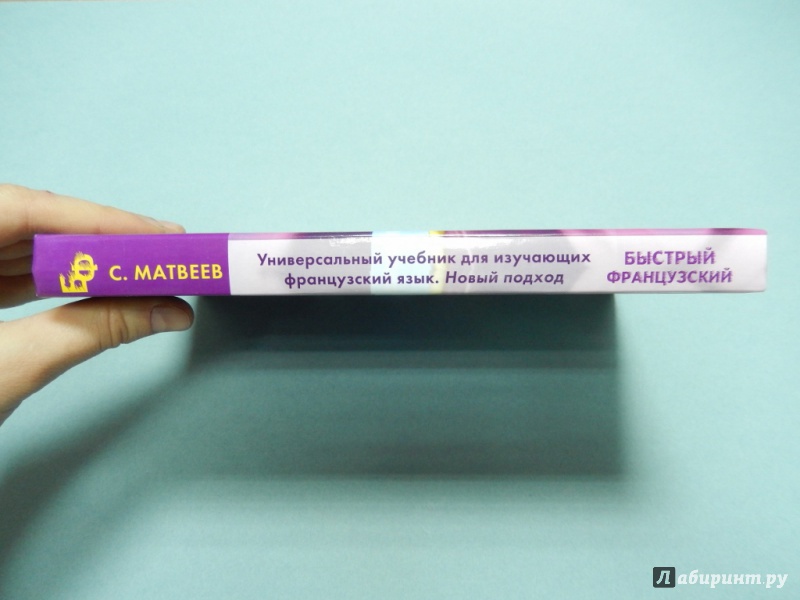 БФ
С. МАТВЕЕВ
Универсальный учебник для изучающих
французский язык. Новый подход
БЫСТРЫЙ
ФРАНЦУЗСКИЙ
Лабиринт.ру